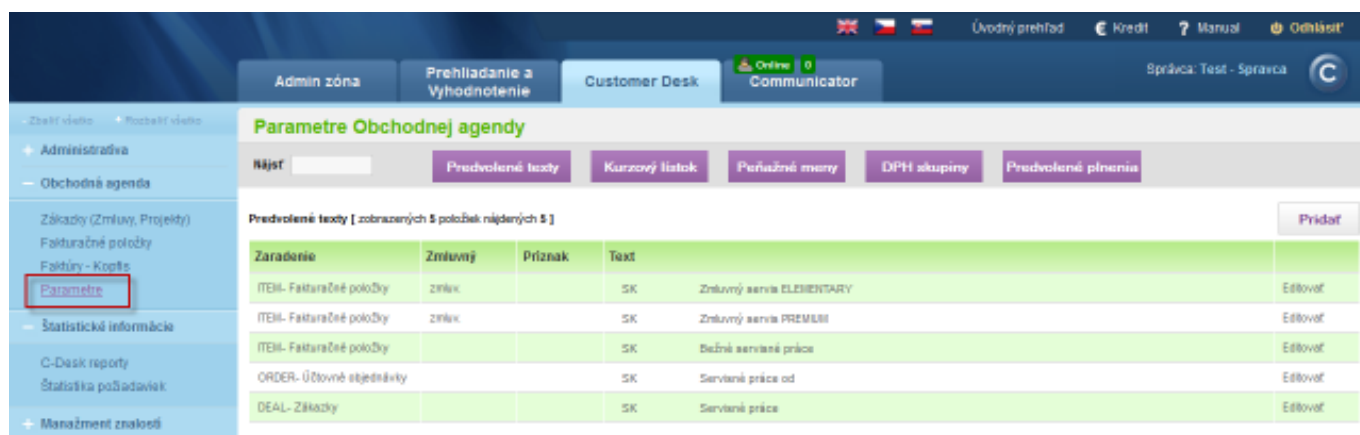 Úvodný prehľad € Kredit ? Manual Odhlásiť
Admin zóna
Prehliadanie a Vyhodnotenie
Customer Desk
Online 0
Communicator
Správca: Test - Spravca
- Zbaliť všetko + Rozbaliť všetko
+ Administratíva
– Obchodná agenda
Zákazky (Zmluvy, Projekty)
Fakturačné položky
Faktúry - Kopfis
Parametre
– Štatistické informácie
C-Desk reporty
Štatistika požiadaviek
+ Manažment znalostí
Parametre Obchodnej agendy
Nájsť Predvolené texty Kurzový lístok Peňažné meny DPH skupiny Predvolené plnenia
Predvolené texty [ zobrazených 5 položiek nájdených 5 ] Pridať
Zaradenie Zmluvný Príznak Text
ITEM- Fakturačné položky zmluv. SK Zmluvný servis ELEMENTARY Editovať
ITEM- Fakturačné položky zmluv. SK Zmluvný servis PREMIUM Editovať
ITEM- Fakturačné položky SK Bežné servisné práce Editovať
ORDER- Účtovné objednávky SK Servisné práce od Editovať
DEAL- Zákazky SK Servisné práce Editovať